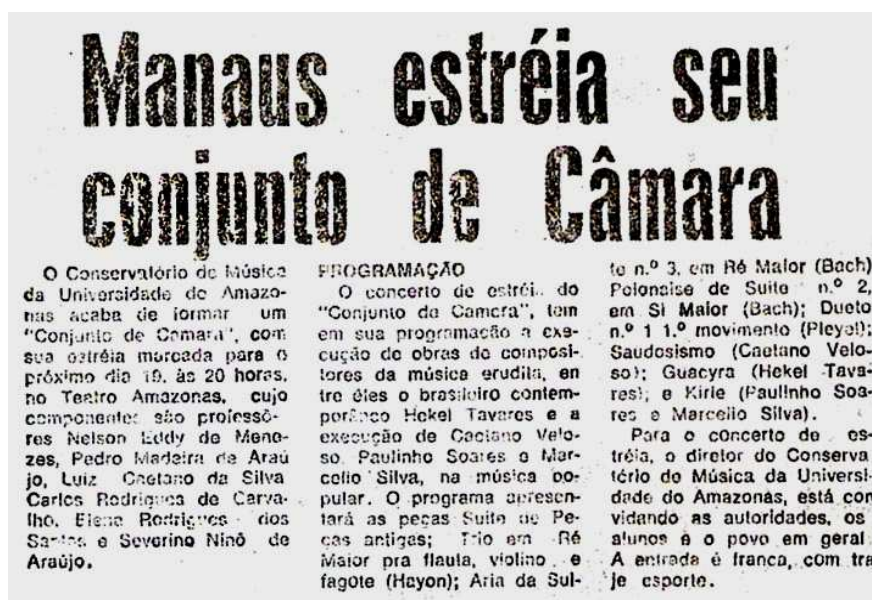 Manaus estréia seu
conjunto de Câmara
O Conservatório de Música
da Universidade do Amazo-
nas acaba de formar um
"Conjunto de Camara", com
sua estréia marcada para o
próximo dia 19, às 20 horas,
no Teatro Amazonas, cujo
componentes são professô-
res Nelson Eddy de Mene-
zes, Pedro Madeira de Araú
jo, Luiz Caetano da Silva
Carlos Rodrigues de Carva-
lho, Elena Rodrigues dos
Santos e Severino Ninô de
Araújo.
PROGRAMAÇÃO
O concerto de estréia do
"Conjunto de Camera", tem
em sua programação a exe-
cução de obras de composi-
tores da música erudita, en
tre êles o brasileiro contem-
porâneo Hekel Tavares e a
execução de Caetano Velo-
so, Paulinho Soares e Mar-
celio Silva, na música po-
pular. O programa apresen-
tará as peças Suite de Pe-
ças antigas; Trio em Ré
Maior pra flauta, violino e
fagote (Hayon); Aria da Sui-
te n.º 3, em Ré Maior (Bach)
Polonaise de Suite n.º 2,
em Si Maior (Bach); Dueto
n.º 1 1.º movimento (Pleyel);
Saudosismo (Caetano Velo-
so); Guacyra (Hekel Tava-
res); e Kirie (Paulinho Soa-
res e Marcelio Silva).
Para o concerto de es-
tréia, o diretor do Conserva
tório de Música da Universi-
dade do Amazonas, está con
vidando as autoridades, os
alunos e o povo em geral
A entrada é franca, com tra
je esporte.